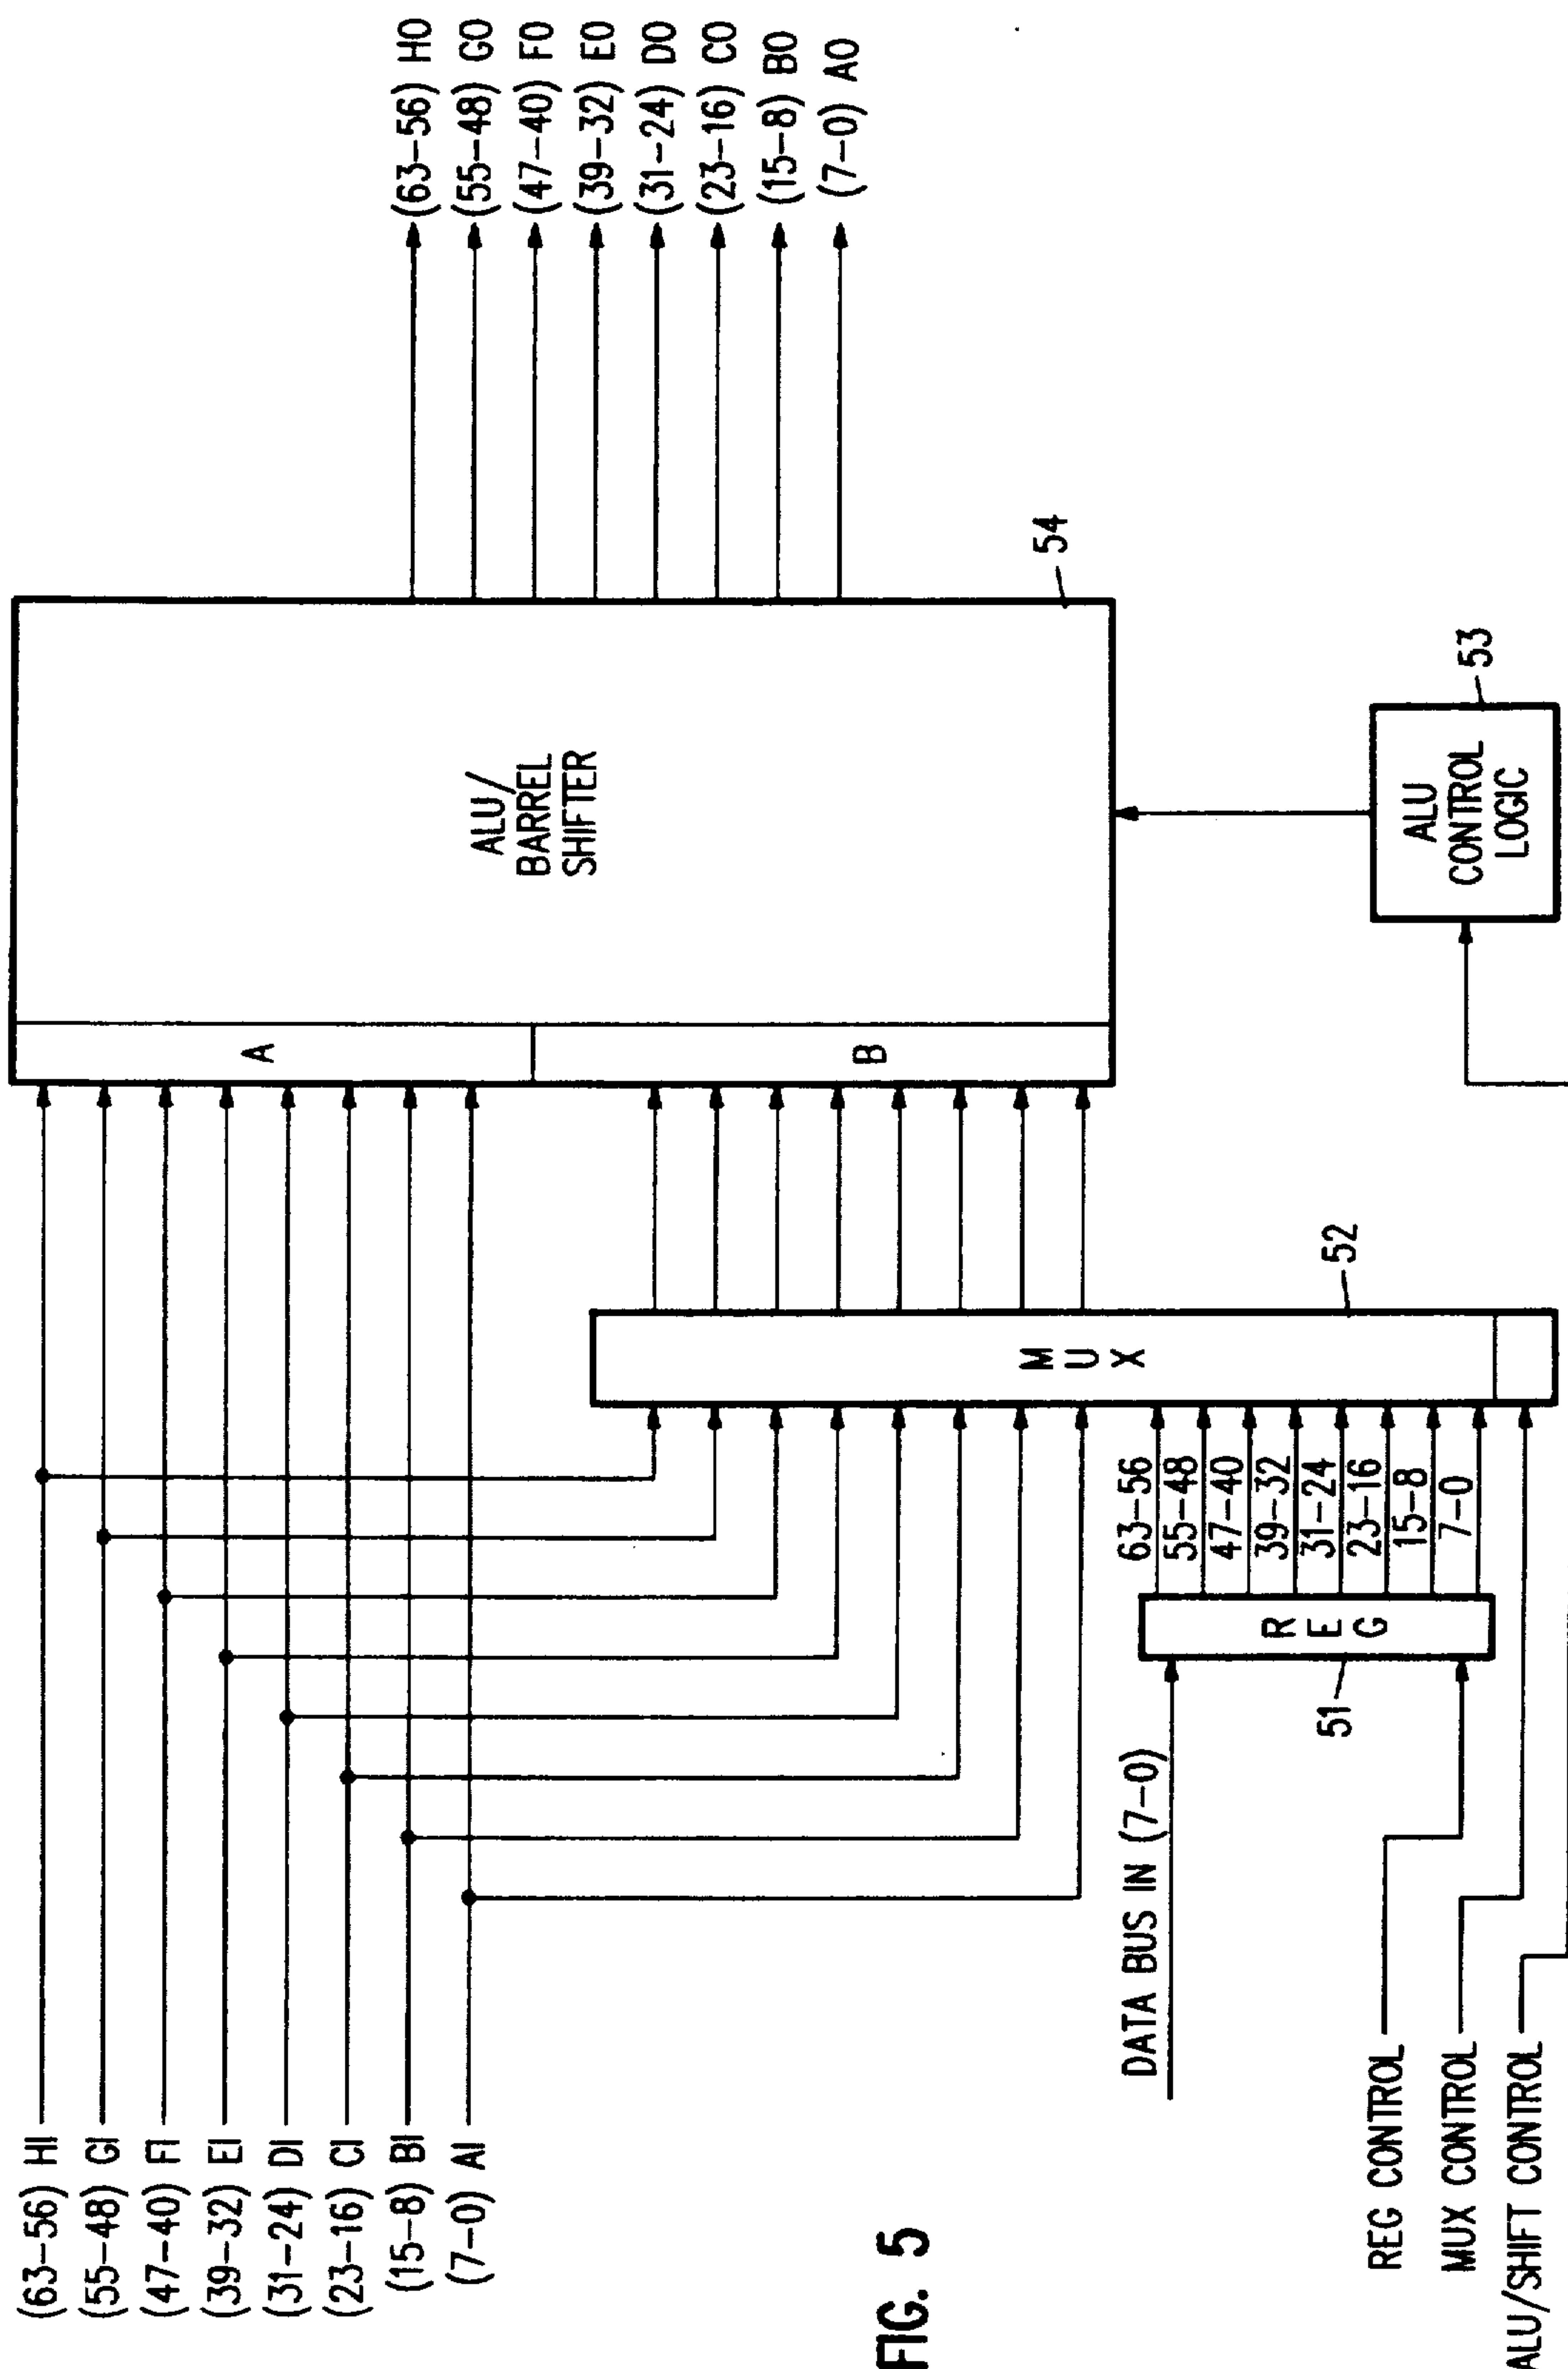 (63-56) HI
(55-48) GI
(47-40) FI
(39-32) EI
(31-24) DI
(23-16) CI
(15-8) BI
(7-0) AI
A
B
ALU/
BARREL
SHIFTER
54
(63-56) HO
(55-48) GO
(47-40) FO
(39-32) EO
(31-24) DO
(23-16) CO
(15-8) BO
(7-0) AO
MUX
52
63-56
55-48
47-40
39-32
31-24
23-16
15-8
7-0
REG
51
DATA BUS IN (7-0)
REG CONTROL
MUX CONTROL
ALU/SHIFT CONTROL
ALU
CONTROL
LOGIC
53
FIG. 5